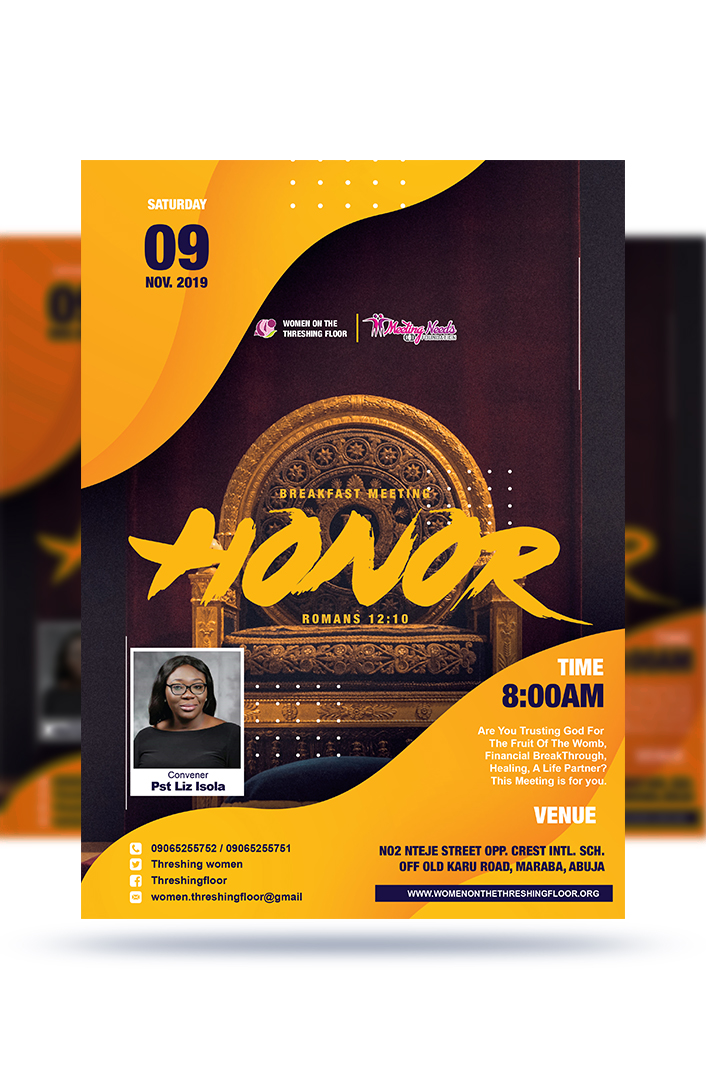 SATURDAY
09
NOV. 2019
WOMEN ON THE
THRESHING FLOOR
Meeting Needs
FOUNDATION
BREAKFAST MEETING
HONOR
ROMANS 12:10
Convener
Pst Liz Isola
TIME
8:00AM
Are You Trusting God For
The Fruit Of The Womb,
Financial BreakThrough,
Healing, A Life Partner?
This Meeting is for you.
VENUE
NO2 NTEJE STREET OPP. CREST INTL. SCH.
OFF OLD KARU ROAD, MARABA, ABUJA
WWW.WOMENONTHETHRESHINGFLOOR.ORG
09065255752 / 09065255751
Threshing women
Threshingfloor
women.threshingfloor@gmail